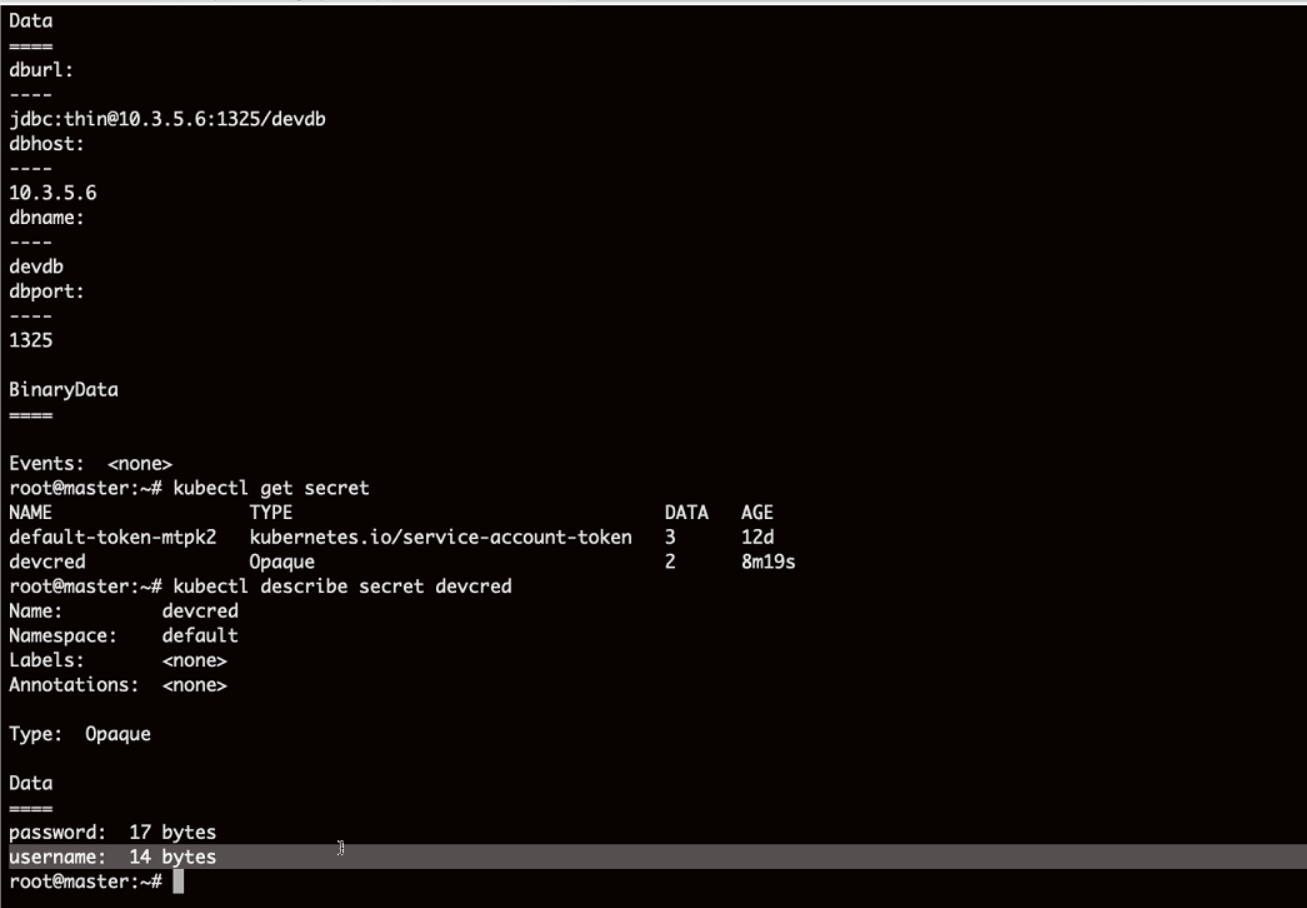 Data
====
dburl:
----
jdbc:thin@10.3.5.6:1325/devdb
dbhost:
----
10.3.5.6
dbname:
----
devdb
dbport:
----
1325
BinaryData
====
Events:  <none>
root@master:~# kubectl get secret
NAME                  TYPE                                  DATA   AGE
default-token-mtpk2   kubernetes.io/service-account-token   3      12d
devcred               Opaque                                2      8m19s
root@master:~# kubectl describe secret devcred
Name:         devcred
Namespace:    default
Labels:       <none>
Annotations:  <none>
Type:  Opaque
Data
====
password:  17 bytes
username:  14 bytes
root@master:~#